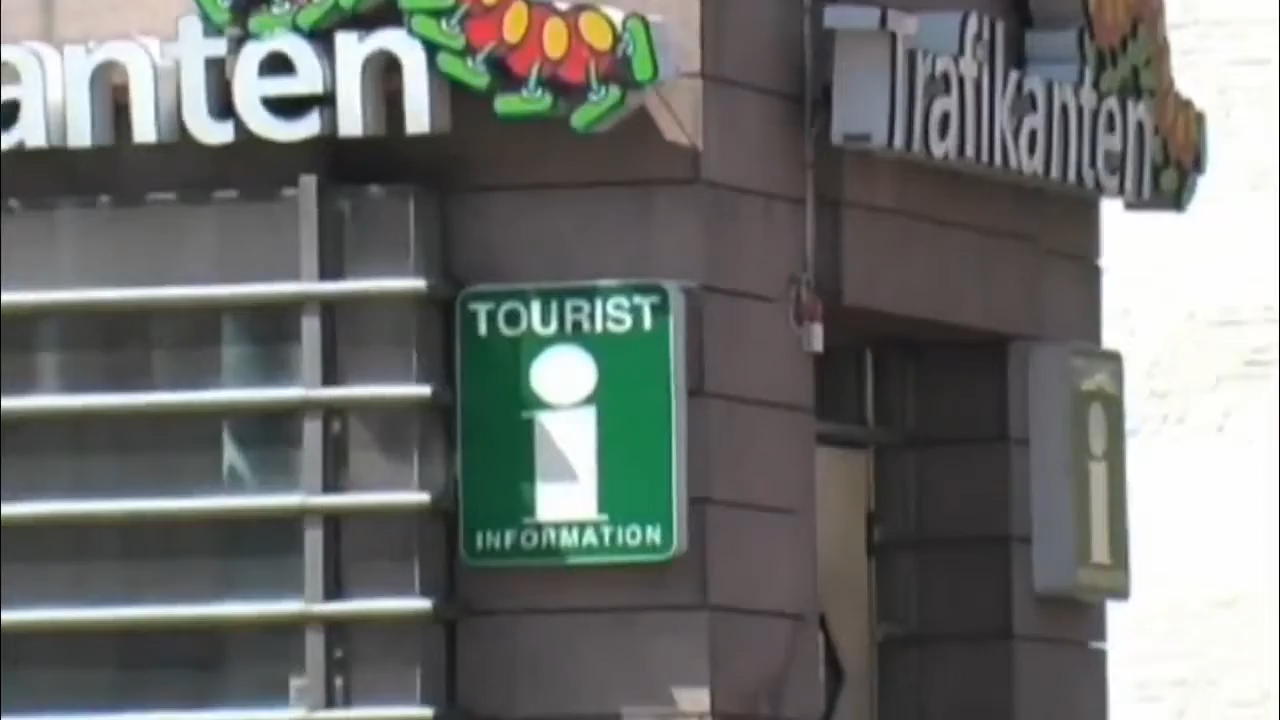 anten
Trafikanten
TOURIST
i
INFORMATION
i